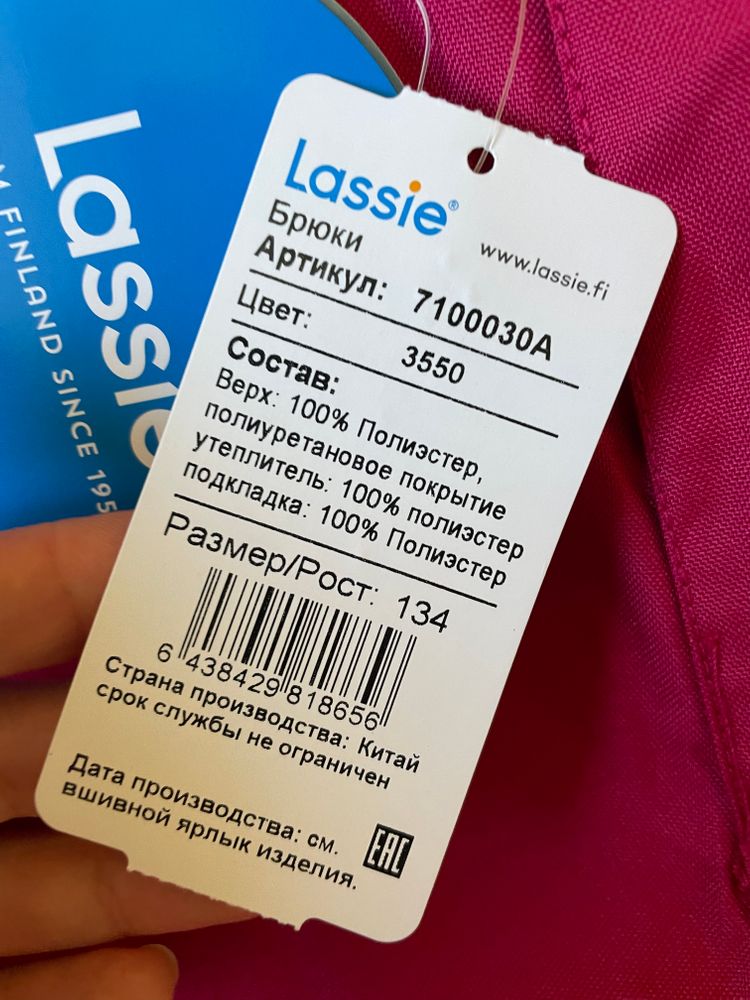 Lassie
M FINLAND SINCE 195
Lassie®
www.lassie.fi
Брюки
Артикул: 7100030A
Цвет: 3550
Состав:
Верх: 100% Полиэстер,
полиуретановое покрытие
утеплитель: 100% полиэстер
подкладка: 100% Полиэстер
Размер/Рост: 134
6 438429 818656
Страна производства: Китай
срок службы не ограничен
Дата производства: см.
вшивной ярлык изделия.
EAC